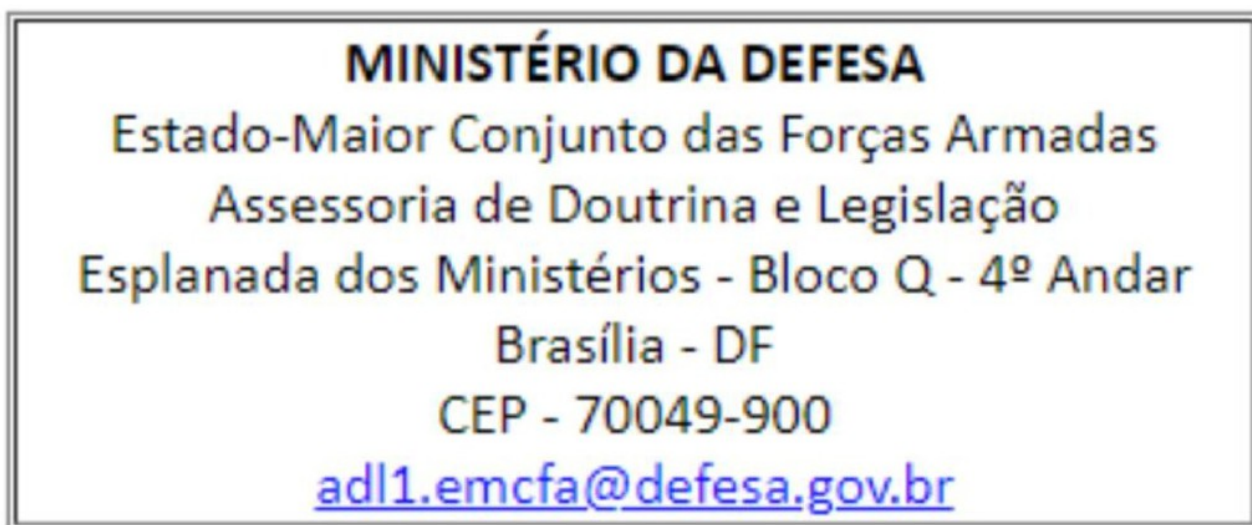 MINISTÉRIO DA DEFESA
Estado-Maior Conjunto das Forças Armadas
Assessoria de Doutrina e Legislação
Esplanada dos Ministérios - Bloco Q - 4º Andar
Brasília - DF
CEP - 70049-900
adl1.emcfa@defesa.gov.br